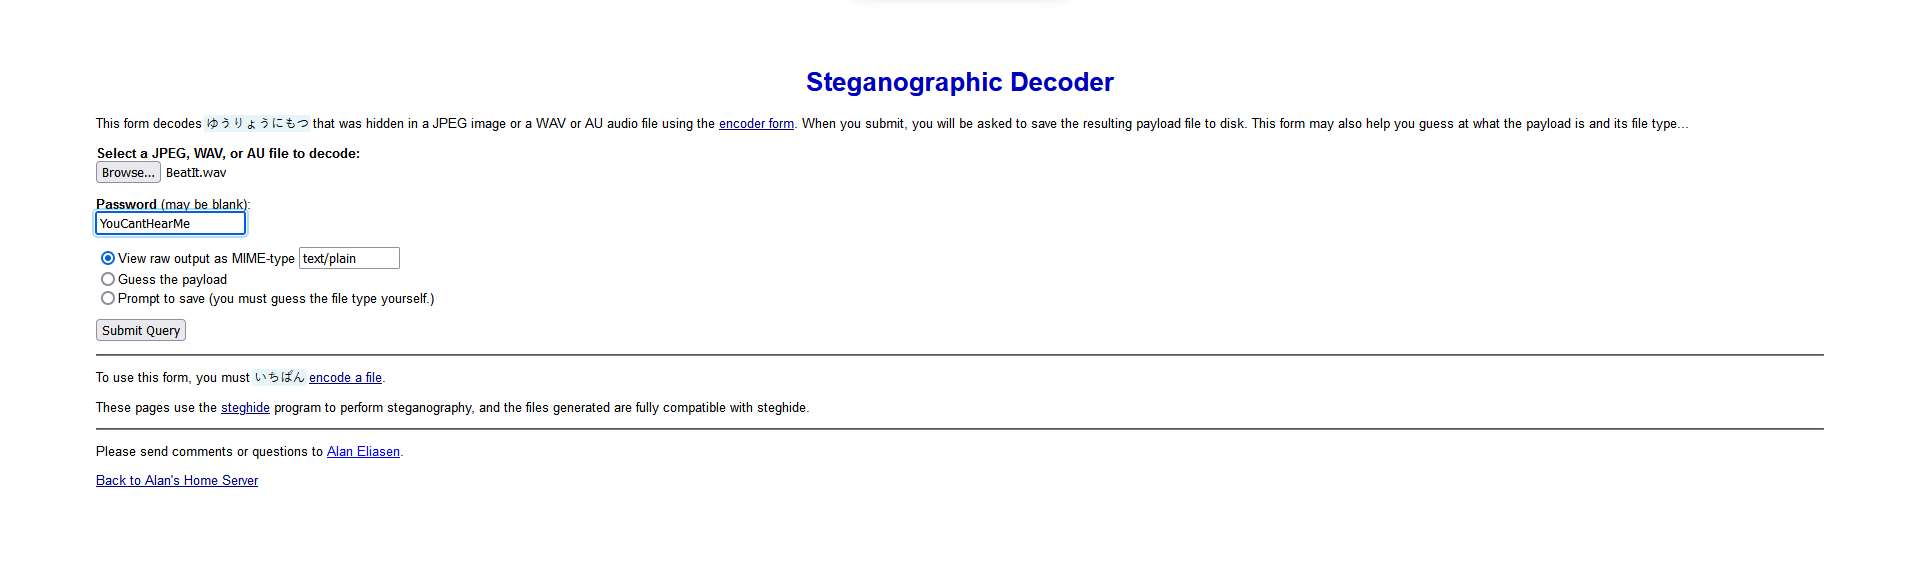 Steganographic Decoder
This form decodes ゆうりょうにもつ that was hidden in a JPEG image or a WAV or AU audio file using the encoder form. When you submit, you will be asked to save the resulting payload file to disk. This form may also help you guess at what the payload is and its file type...
Select a JPEG, WAV, or AU file to decode:
Browse... BeatIt.wav
Password (may be blank):
YouCantHearMe
View raw output as MIME-type text/plain
Guess the payload
Prompt to save (you must guess the file type yourself.)
Submit Query
To use this form, you must いちばん encode a file.
These pages use the steghide program to perform steganography, and the files generated are fully compatible with steghide.
Please send comments or questions to Alan Eliasen.
Back to Alan's Home Server